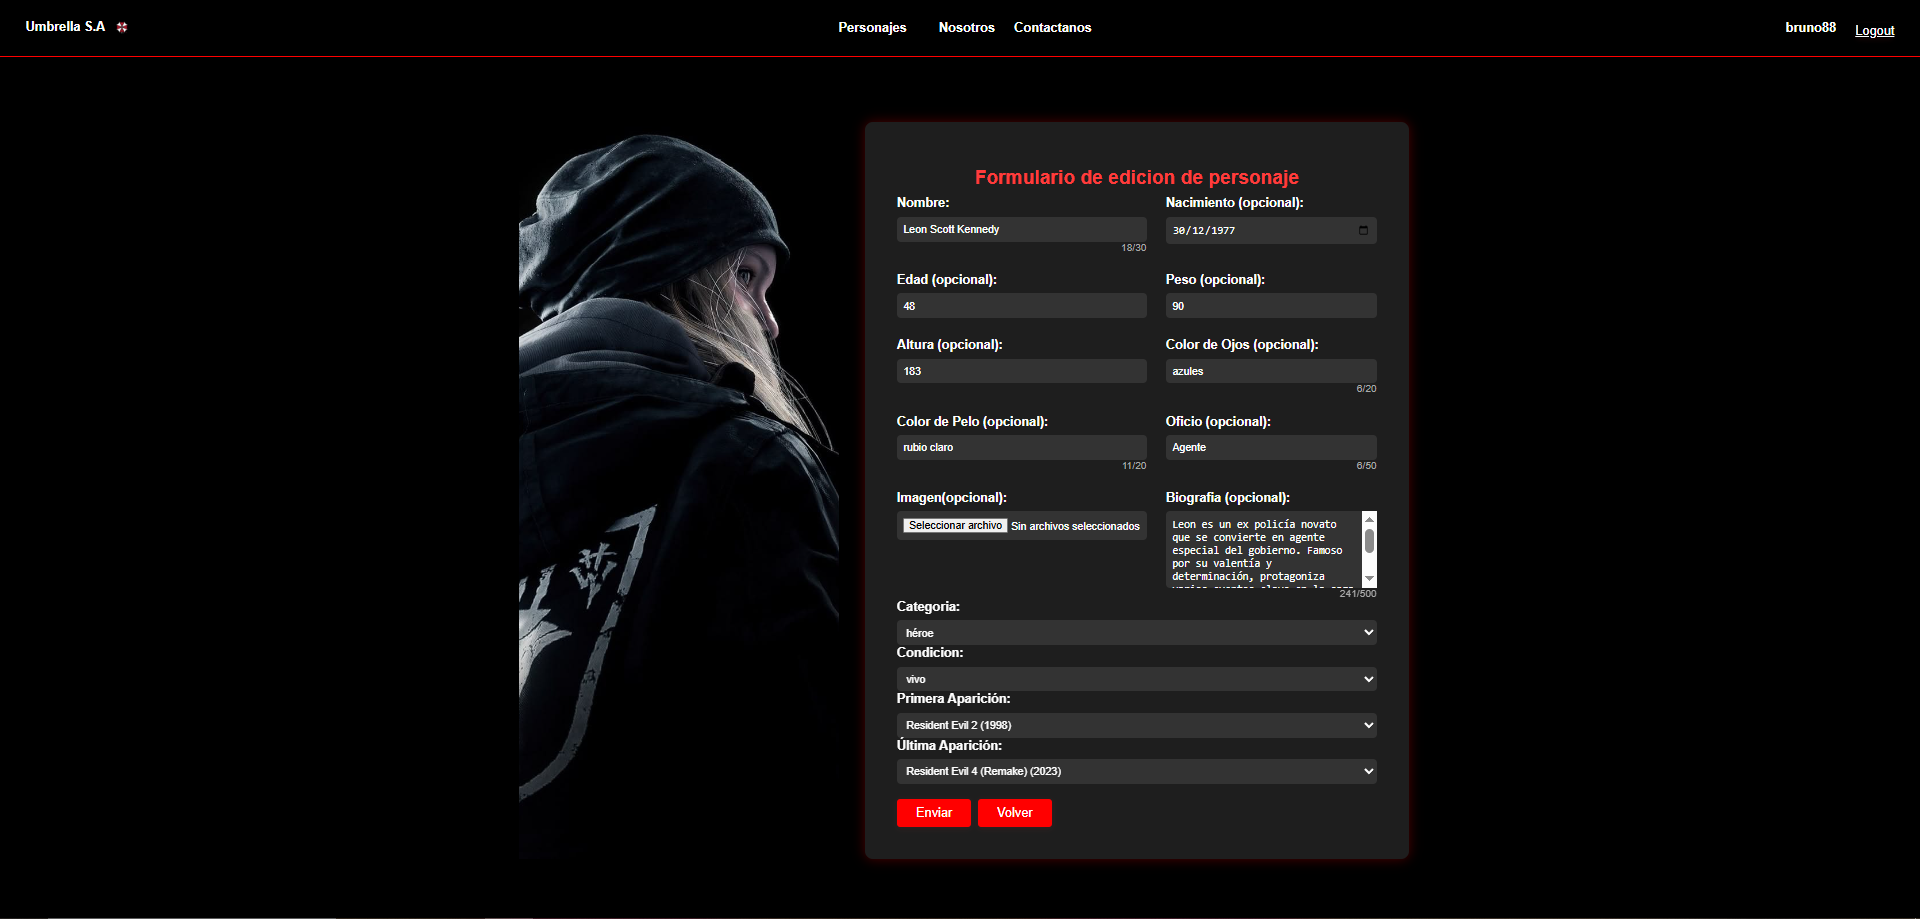 Umbrella S.A
Personajes
Nosotros
Contactanos
bruno88
Logout
Formulario de edicion de personaje
Nombre:
Leon Scott Kennedy
18/30
Nacimiento (opcional):
30/12/1977
Edad (opcional):
48
Peso (opcional):
90
Altura (opcional):
183
Color de Ojos (opcional):
azules
6/20
Color de Pelo (opcional):
rubio claro
11/20
Oficio (opcional):
Agente
6/50
Imagen(opcional):
Seleccionar archivo Sin archivos seleccionados
Biografia (opcional):
Leon es un ex policía novato
que se convierte en agente
especial del gobierno. Famoso
por su valentía y
determinación, protagoniza
241/500
Categoria:
héroe
Condicion:
vivo
Primera Aparición:
Resident Evil 2 (1998)
Última Aparición:
Resident Evil 4 (Remake) (2023)
Enviar
Volver